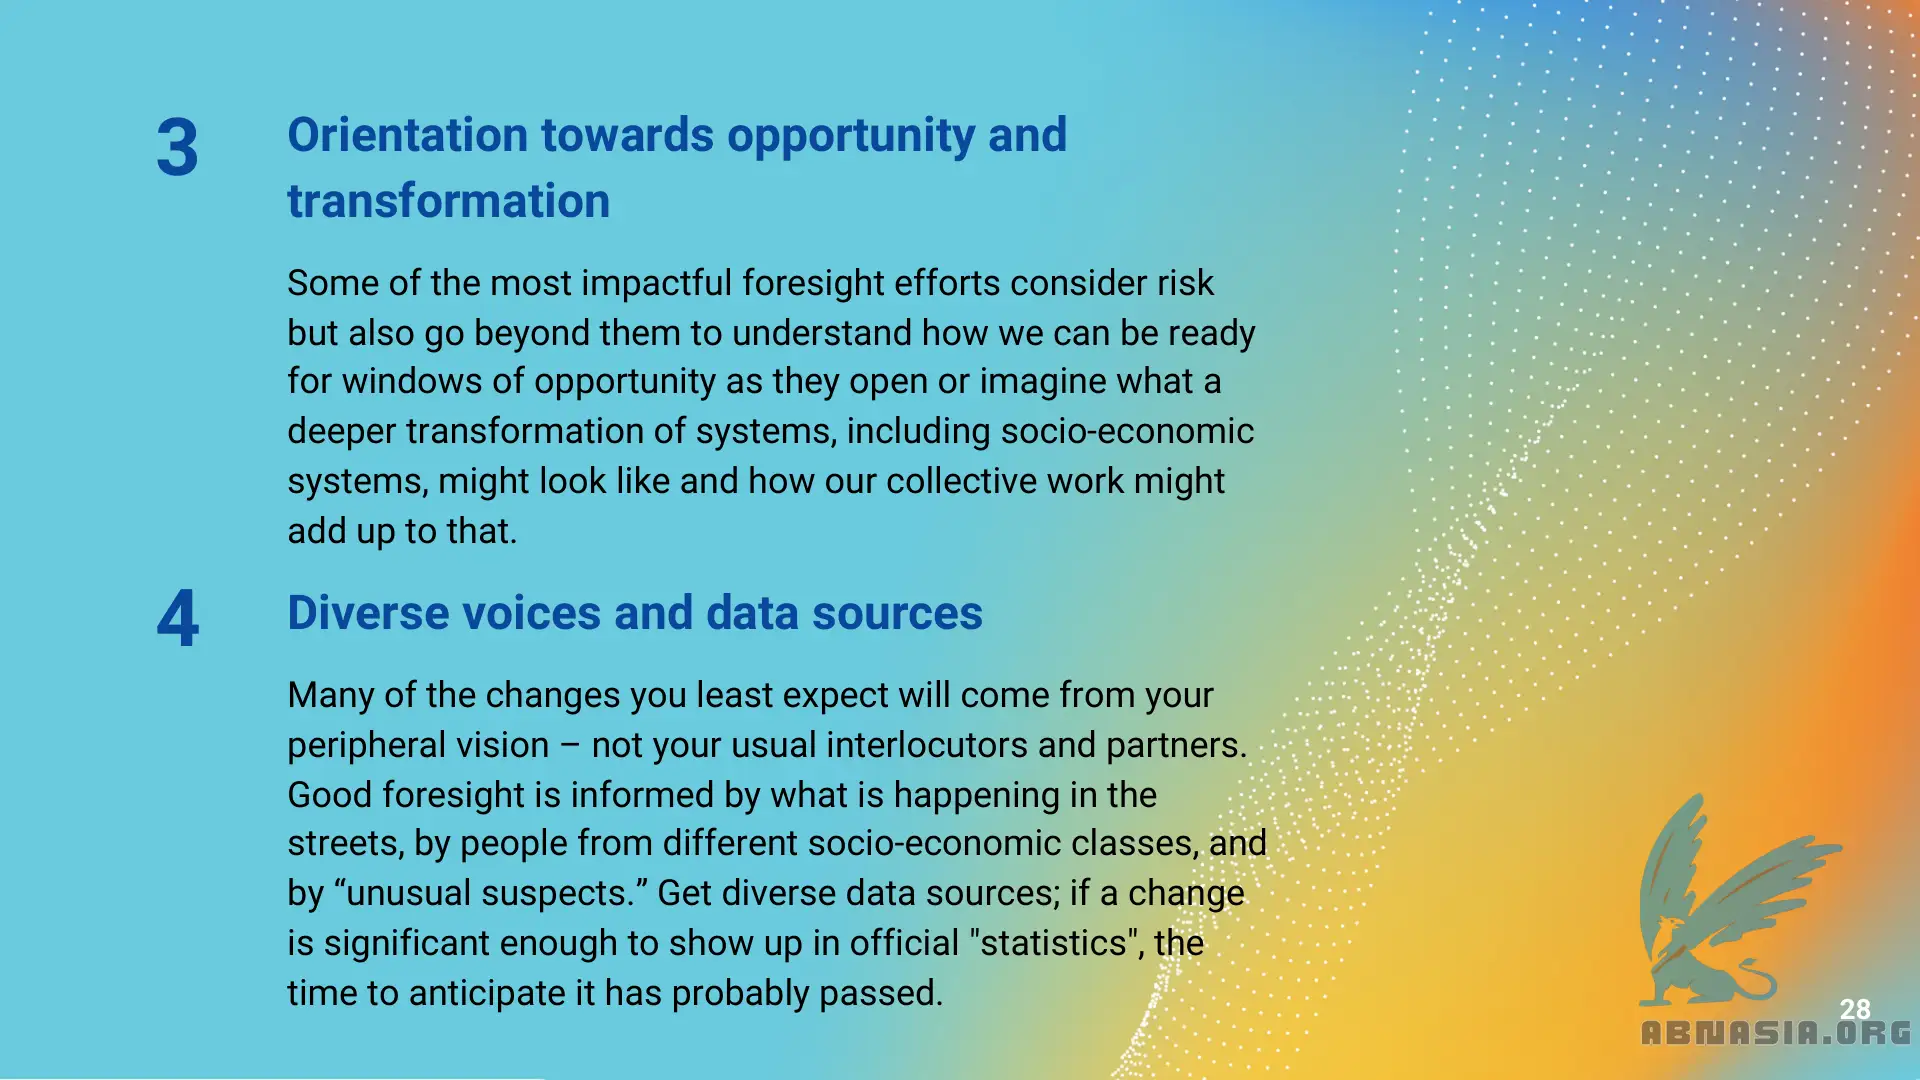 3
Orientation towards opportunity and
transformation
Some of the most impactful foresight efforts consider risk
but also go beyond them to understand how we can be ready
for windows of opportunity as they open or imagine what a
deeper transformation of systems, including socio-economic
systems, might look like and how our collective work might
add up to that.
4
Diverse voices and data sources
Many of the changes you least expect will come from your
peripheral vision – not your usual interlocutors and partners.
Good foresight is informed by what is happening in the
streets, by people from different socio-economic classes, and
by “unusual suspects.” Get diverse data sources; if a change
is significant enough to show up in official "statistics", the
time to anticipate it has probably passed.
28
ABNASIA.ORG